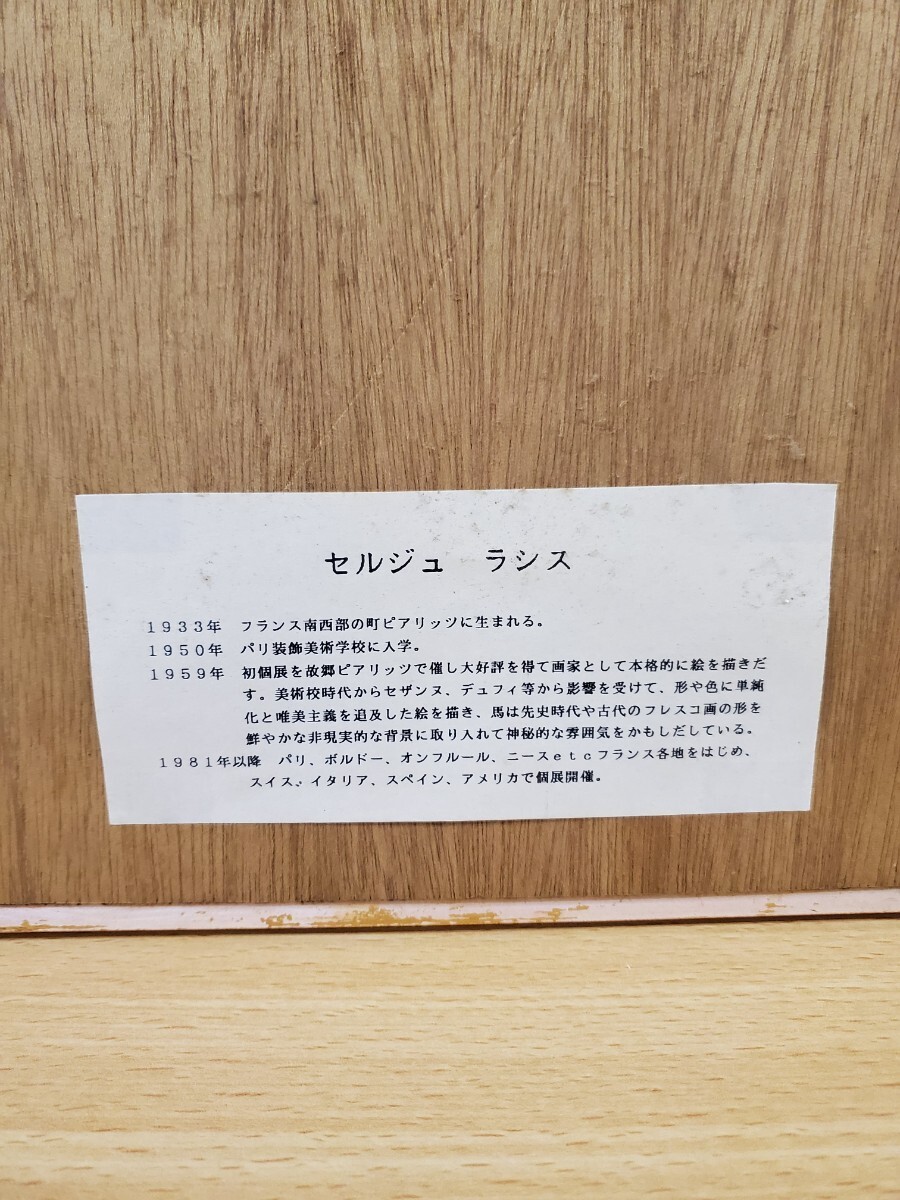 セルジュ　ラシス
１９３３年　フランス南西部の町ピアリッツに生まれる。
１９５０年　パリ装飾美術学校に入学。
１９５９年　初個展を故郷ピアリッツで催し大好評を得て画家として本格的に絵を描きだ
す。美術校時代からセザンヌ、デュフィ等から影響を受けて、形や色に単純
化と唯美主義を追及した絵を描き、馬は先史時代や古代のフレスコ画の形を
鮮やかな非現実的な背景に取り入れて神秘的な雰囲気をかもしだしている。
１９８１年以降　パリ、ボルドー、オンフルール、ニースｅｔｃフランス各地をはじめ、
スイス、イタリア、スペイン、アメリカで個展開催。